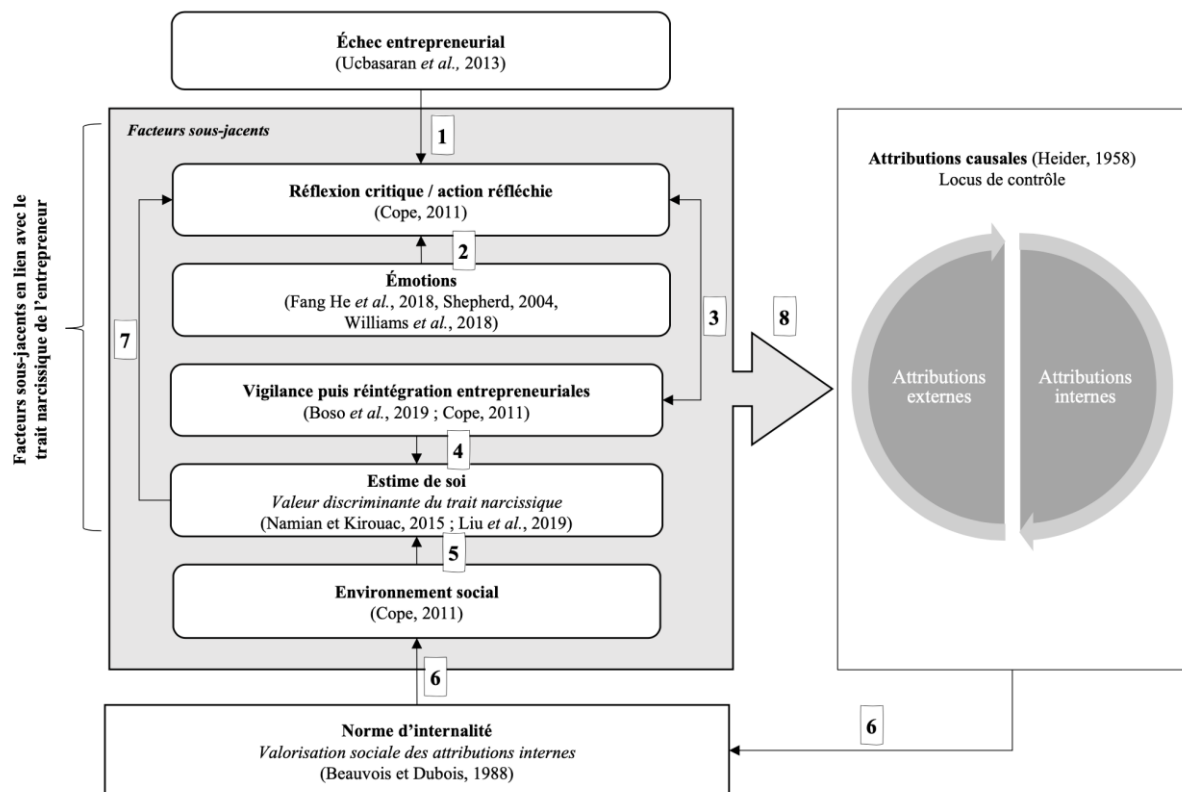 Échec entrepreneurial
(Ucbasaran et al., 2013)
Facteurs sous-jacents
1
Réflexion critique / action réfléchie
(Cope, 2011)
2
Émotions
(Fang He et al., 2018, Shepherd, 2004,
Williams et al., 2018)
3
7
Vigilance puis réintégration entrepreneuriales
(Boso et al., 2019 ; Cope, 2011)
4
Estime de soi
Valeur discriminante du trait narcissique
(Namian et Kirouac, 2015 ; Liu et al., 2019)
5
Environnement social
(Cope, 2011)
6
Norme d'internalité
Valorisation sociale des attributions internes
(Beauvois et Dubois, 1988)
Facteurs sous-jacents en lien avec le
trait narcissique de l'entrepreneur
8
Attributions causales (Heider, 1958)
Locus de contrôle
Attributions
externes
Attributions
internes
6